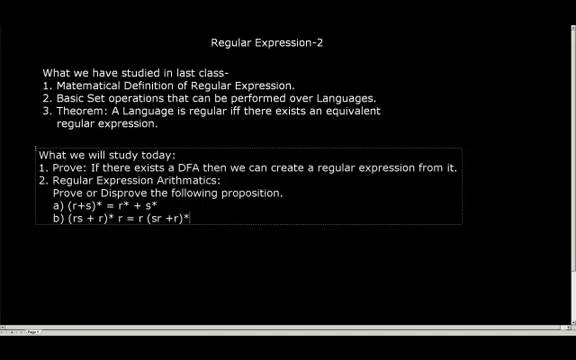 Regular Expression-2
What we have studied in last class-
1. Matematical Definition of Regular Expression.
2. Basic Set operations that can be performed over Languages.
3. Theorem: A Language is regular iff there exists an equivalent
regular expression.
What we will study today:
1. Prove: If there exists a DFA then we can create a regular expression from it.
2. Regular Expression Arithmatics:
Prove or Disprove the following proposition.
a) (r+s)* = r* + s*
b) (rs + r)* r = r (sr +r)*
Page 1